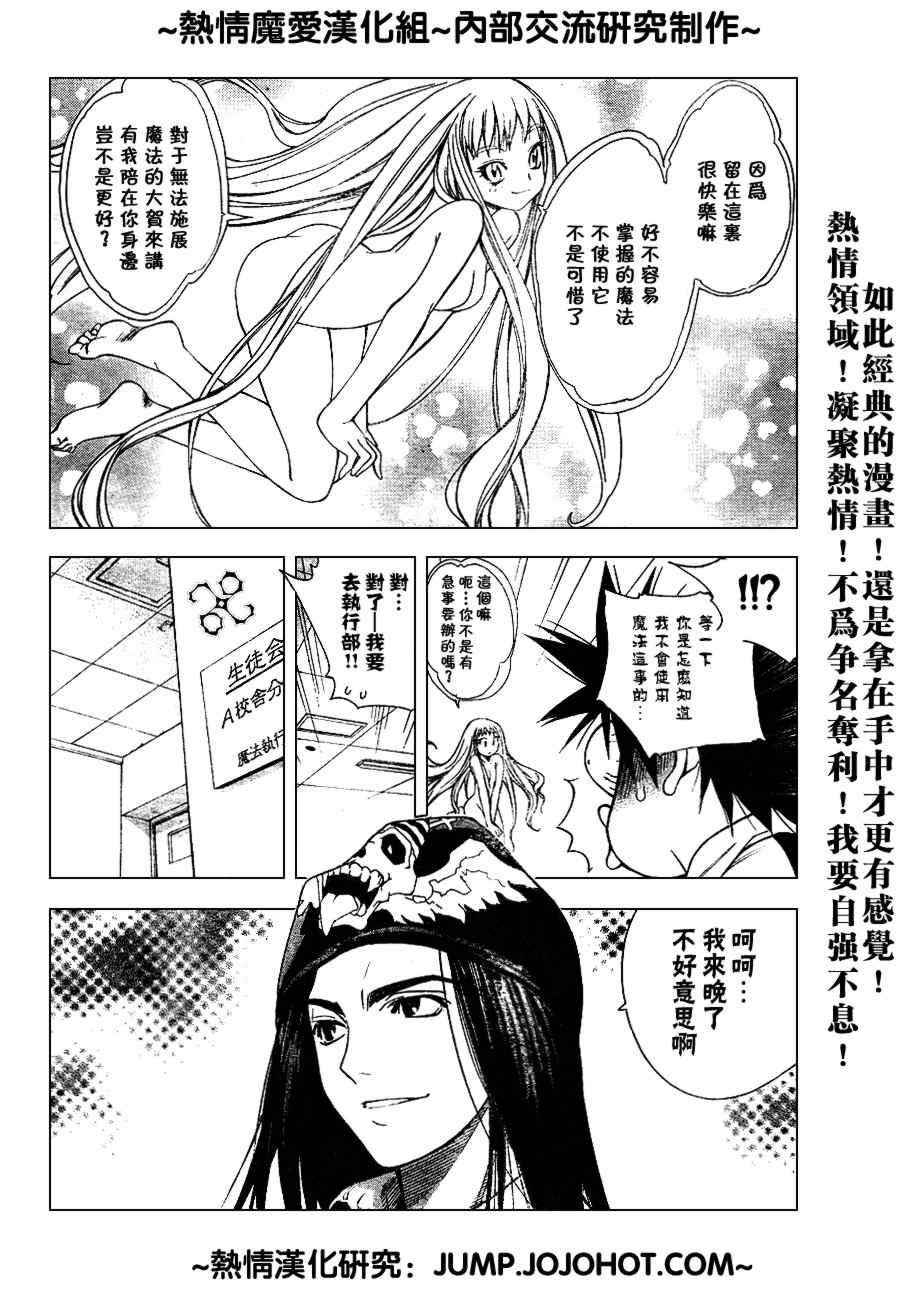 ~熱情魔愛漢化組~內部交流研究制作~
因爲
留在這裏
很快樂嘛
好不容易
掌握的魔法
不使用它
不是可惜了
對于無法施展
魔法的大賀來講
有我陪在你身邊
豈不是更好？
!!?
等一下
你是怎麽知道
我不會使用
魔法這事的…
這個嘛
呃…你不是有
急事要辦的嗎？
對…
對了—我要
去執行部!!
生徒会
A校舎分
魔法執行
呵呵…
我來晚了
不好意思啊
如此經典的漫畫！還是拿在手中才更有感覺！
熱情領域！凝聚熱情！不爲争名奪利！我要自强不息！
~熱情漢化研究：JUMP.JOJOHOT.COM~